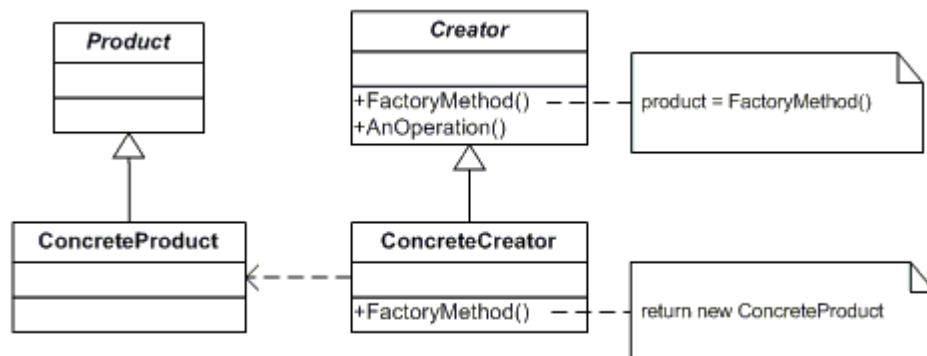 Product
Creator
+FactoryMethod()
+AnOperation()
product = FactoryMethod()
ConcreteProduct
ConcreteCreator
+FactoryMethod()
return new ConcreteProduct